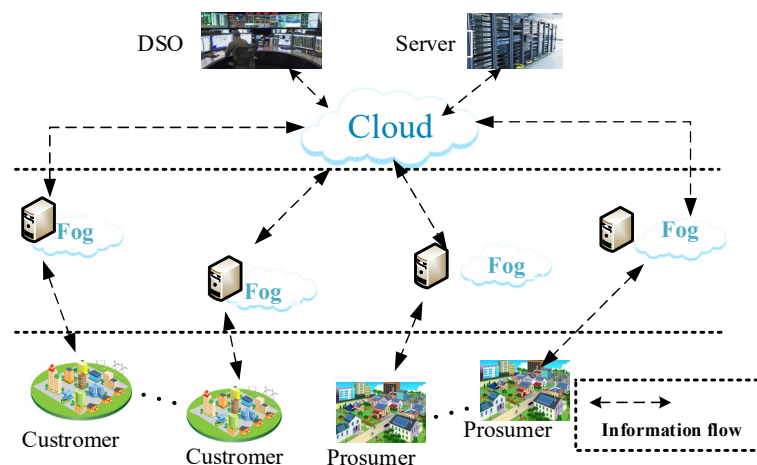 DSO
Server
Cloud
Fog
Fog
Fog
Fog
Custromer
Custromer
Prosumer
Prosumer
Information flow